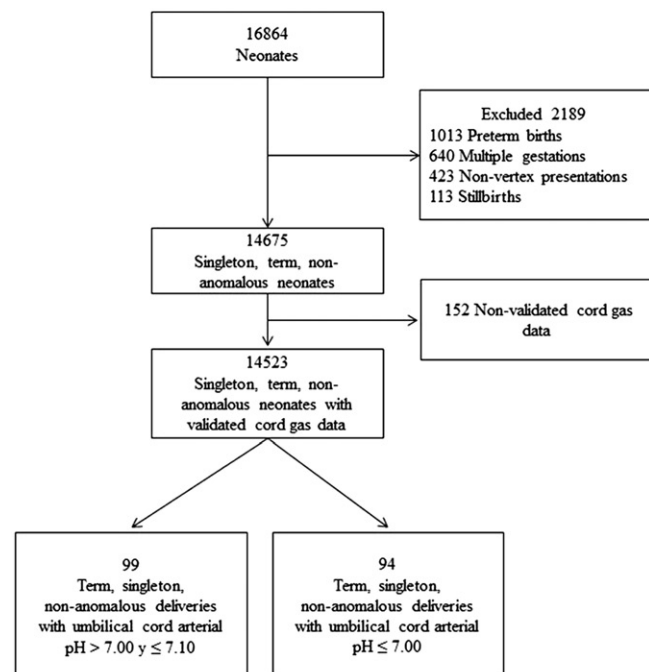 16864
Neonates
Excluded 2189
1013 Preterm births
640 Multiple gestations
423 Non-vertex presentations
113 Stillbirths
14675
Singleton, term, non-
anomalous neonates
152 Non-validated cord gas
data
14523
Singleton, term, non-
anomalous neonates with
validated cord gas data
99
Term, singleton,
non-anomalous deliveries
with umbilical cord arterial
pH > 7.00 y ≤ 7.10
94
Term, singleton,
non-anomalous deliveries
with umbilical cord arterial
pH ≤ 7.00